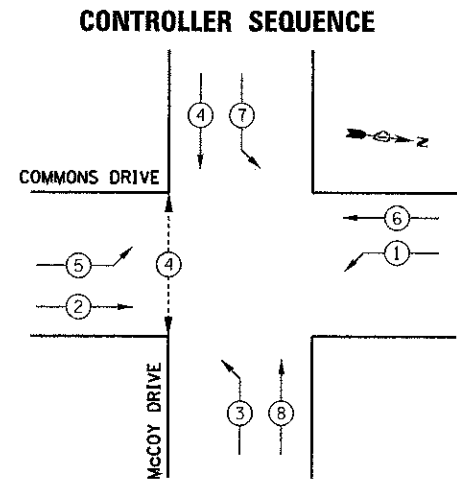 CONTROLLER SEQUENCE
4 7
N
COMMONS DRIVE
6
5 4 1
2
McCOY DRIVE
3 8